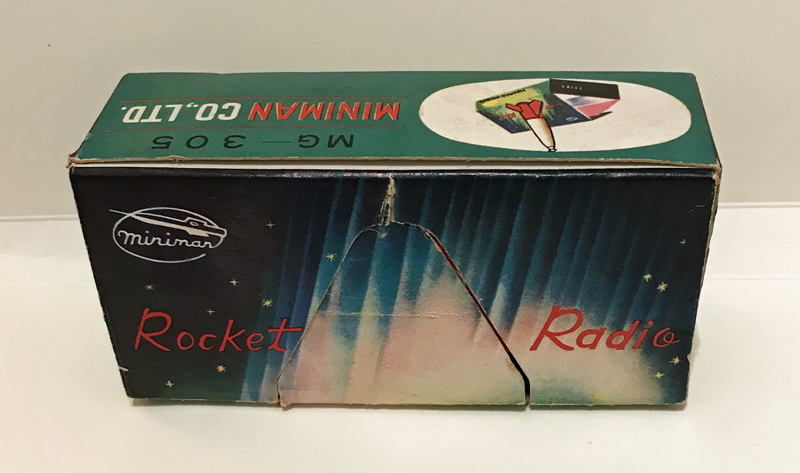 MINIMAN CO.,LTD.
MG-305
miniman
Rocket Radio